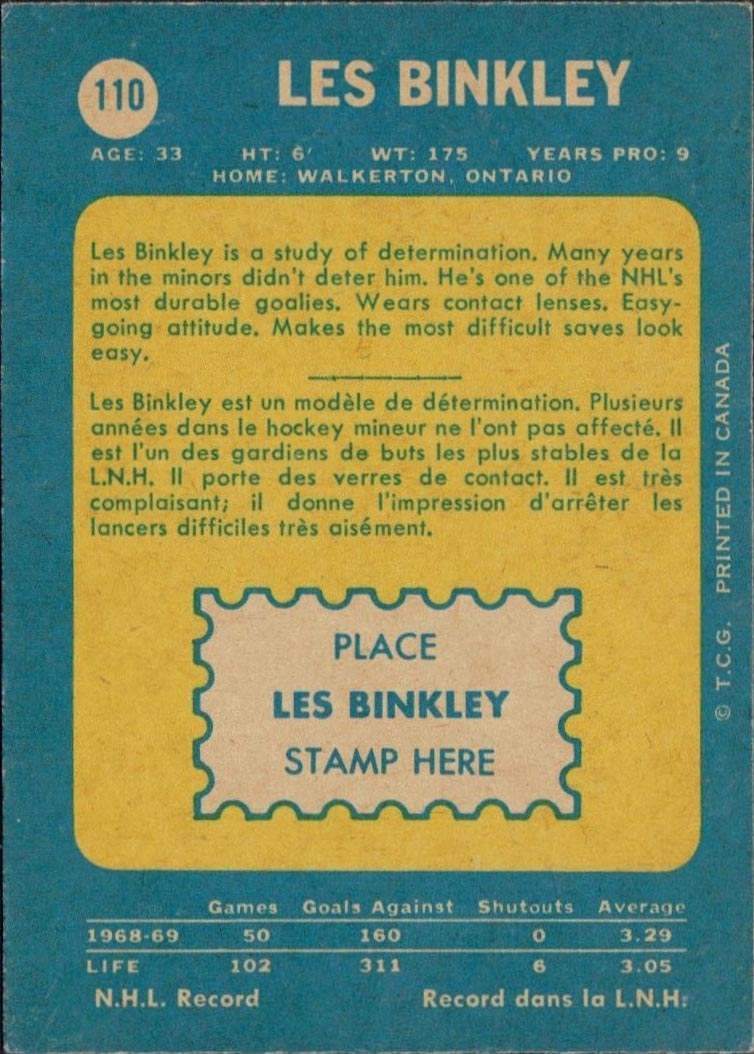 110
LES BINKLEY
AGE: 33 HT: 6' WT: 175 YEARS PRO: 9
HOME: WALKERTON, ONTARIO
Les Binkley is a study of determination. Many years
in the minors didn't deter him. He's one of the NHL's
most durable goalies. Wears contact lenses. Easy-
going attitude. Makes the most difficult saves look
easy.
Les Binkley est un modèle de détermination. Plusieurs
années dans le hockey mineur ne l'ont pas affecté. Il
est l'un des gardiens de buts les plus stables de la
L.N.H. Il porte des verres de contact. Il est très
complaisant; il donne l'impression d'arrêter les
lancers difficiles très aisément.
PLACE
LES BINKLEY
STAMP HERE
© T.C.G. PRINTED IN CANADA
Games Goals Against Shutouts Average
1968-69 50 160 0 3.29
LIFE 102 311 6 3.05
N.H.L. Record Record dans la L.N.H.